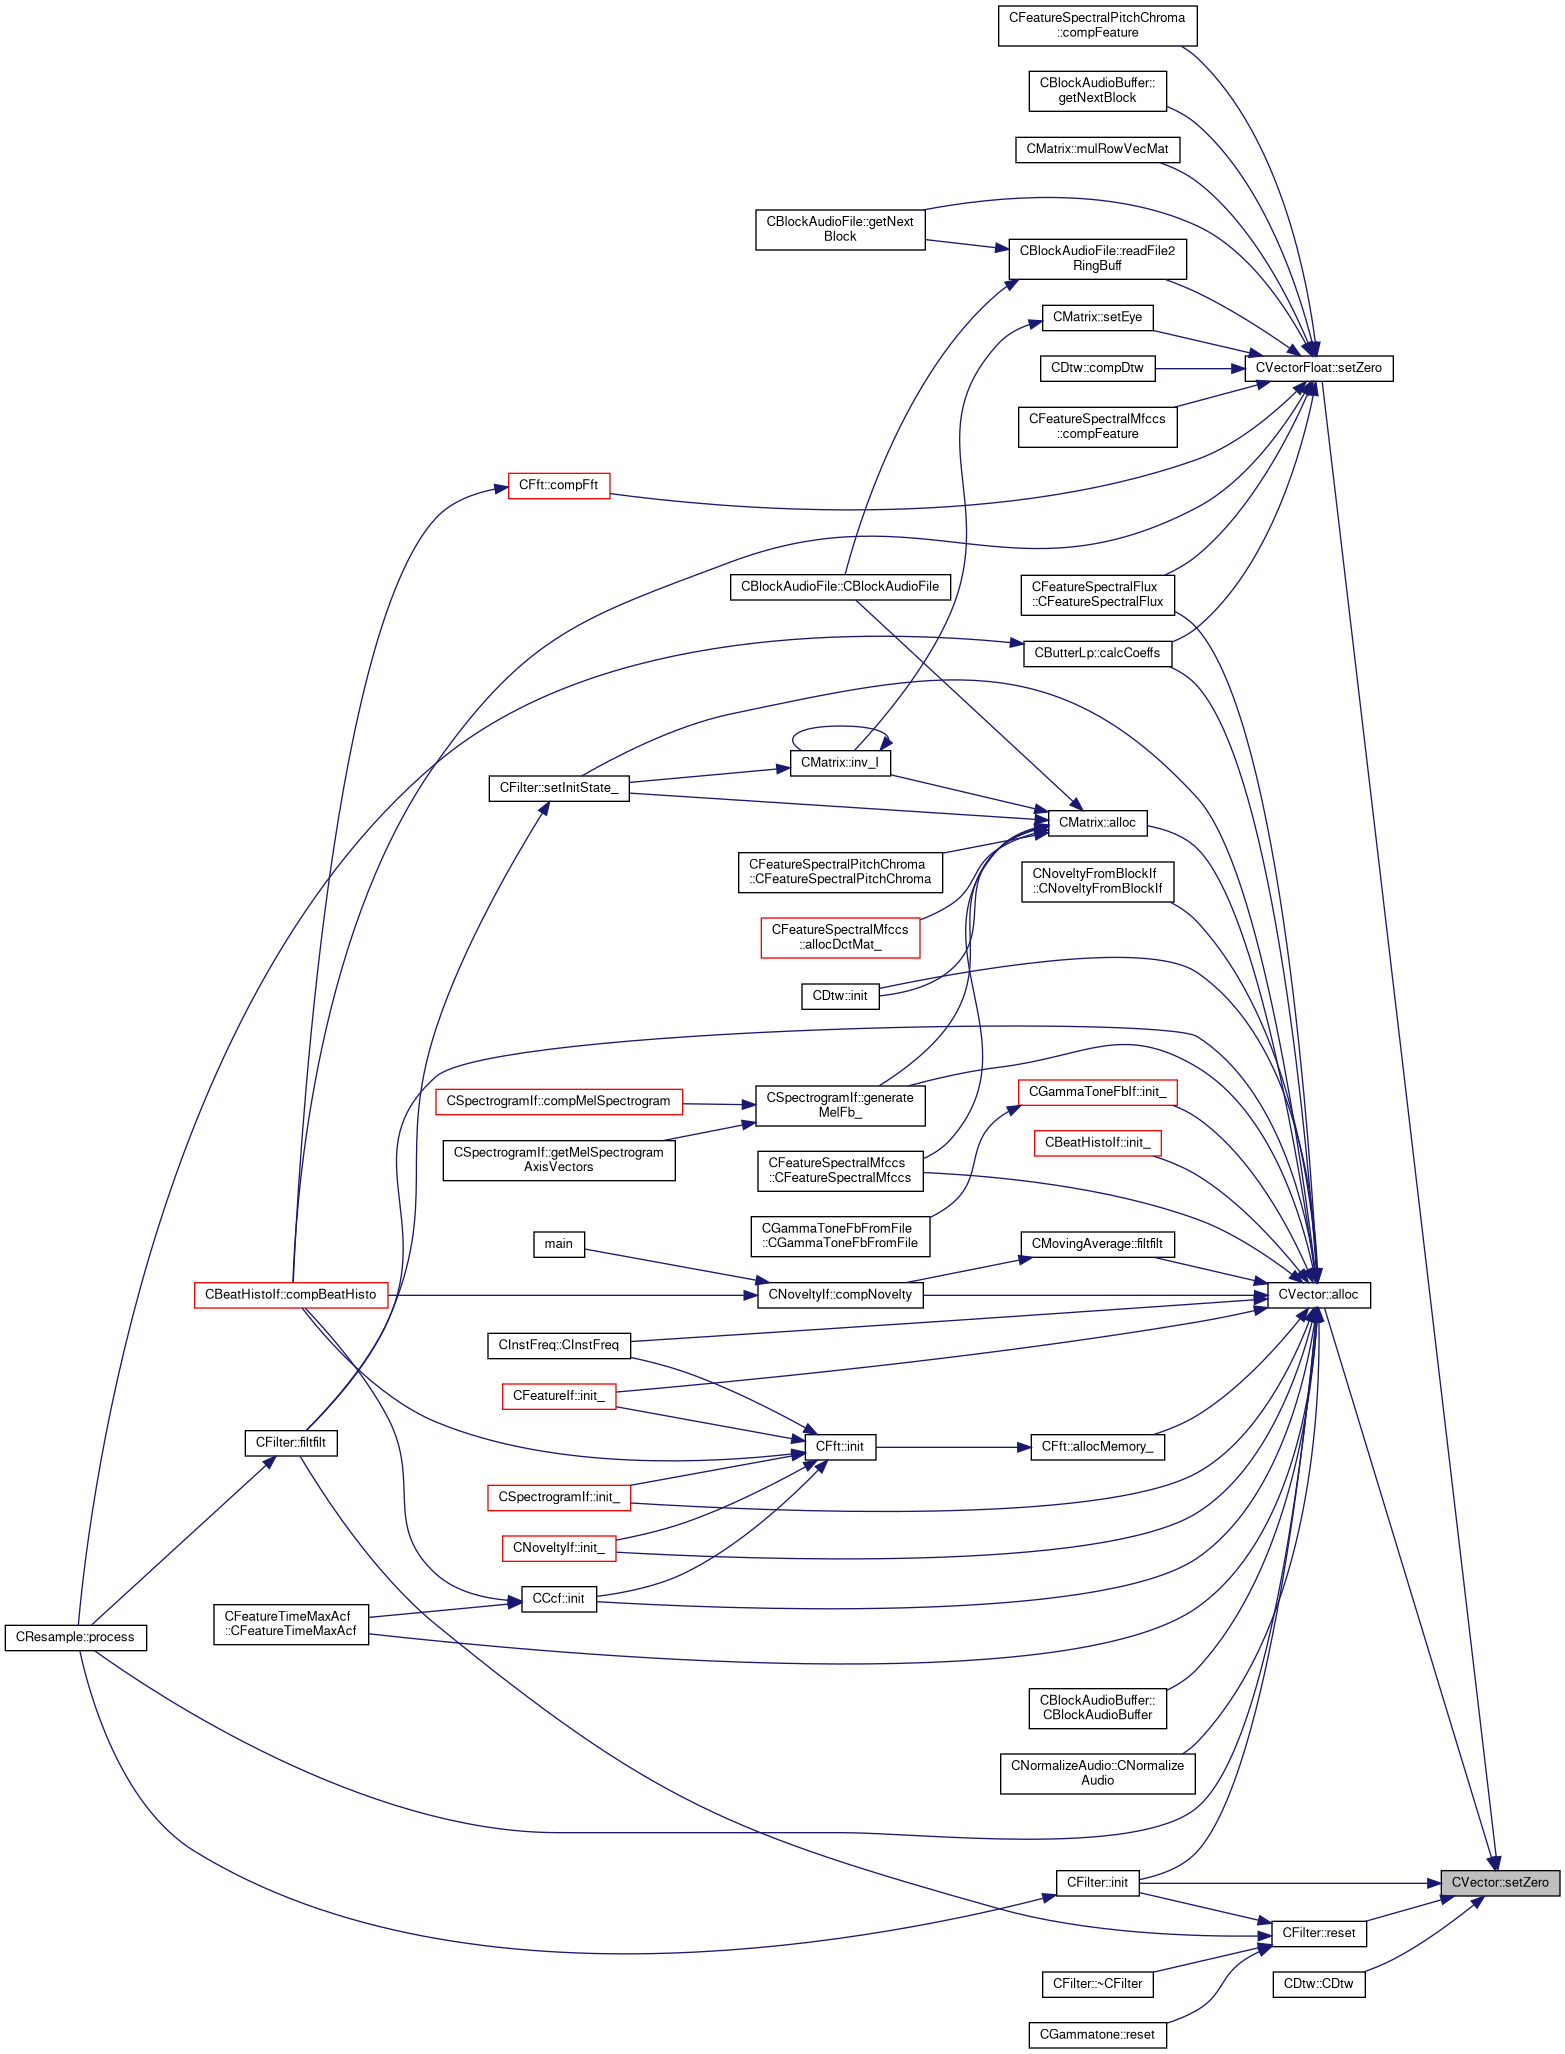 CFeatureSpectralPitchChroma
::compFeature
CBlockAudioBuffer::
getNextBlock
CMatrix::mulRowVecMat
CBlockAudioFile::getNext
Block
CBlockAudioFile::readFile2
RingBuff
CMatrix::setEye
CVectorFloat::setZero
CDtw::compDtw
CFeatureSpectralMfccs
::compFeature
CFft::compFft
CBlockAudioFile::CBlockAudioFile
CFeatureSpectralFlux
::CFeatureSpectralFlux
CButterLp::calcCoeffs
CMatrix::inv_I
CFilter::setInitState_
CMatrix::alloc
CFeatureSpectralPitchChroma
::CFeatureSpectralPitchChroma
CNoveltyFromBlockIf
::CNoveltyFromBlockIf
CFeatureSpectralMfccs
::allocDctMat_
CDtw::init
CSpectrogramIf::compMelSpectrogram
CSpectrogramIf::generate
MelFb_
CGammaToneFbIf::init_
CBeatHistoIf::init_
CSpectrogramIf::getMelSpectrogram
AxisVectors
CFeatureSpectralMfccs
::CFeatureSpectralMfccs
CGammaToneFbFromFile
::CGammaToneFbFromFile
main
CMovingAverage::filtfilt
CBeatHistoIf::compBeatHisto
CNoveltyIf::compNovelty
CVector::alloc
CInstFreq::CInstFreq
CFeatureIf::init_
CFilter::filtfilt
CFft::init
CFft::allocMemory_
CSpectrogramIf::init_
CNoveltyIf::init_
CCcf::init
CFeatureTimeMaxAcf
::CFeatureTimeMaxAcf
CResample::process
CBlockAudioBuffer::
CBlockAudioBuffer
CNormalizeAudio::CNormalize
Audio
CFilter::init
CVector::setZero
CFilter::reset
CFilter::~CFilter
CDtw::CDtw
CGammatone::reset